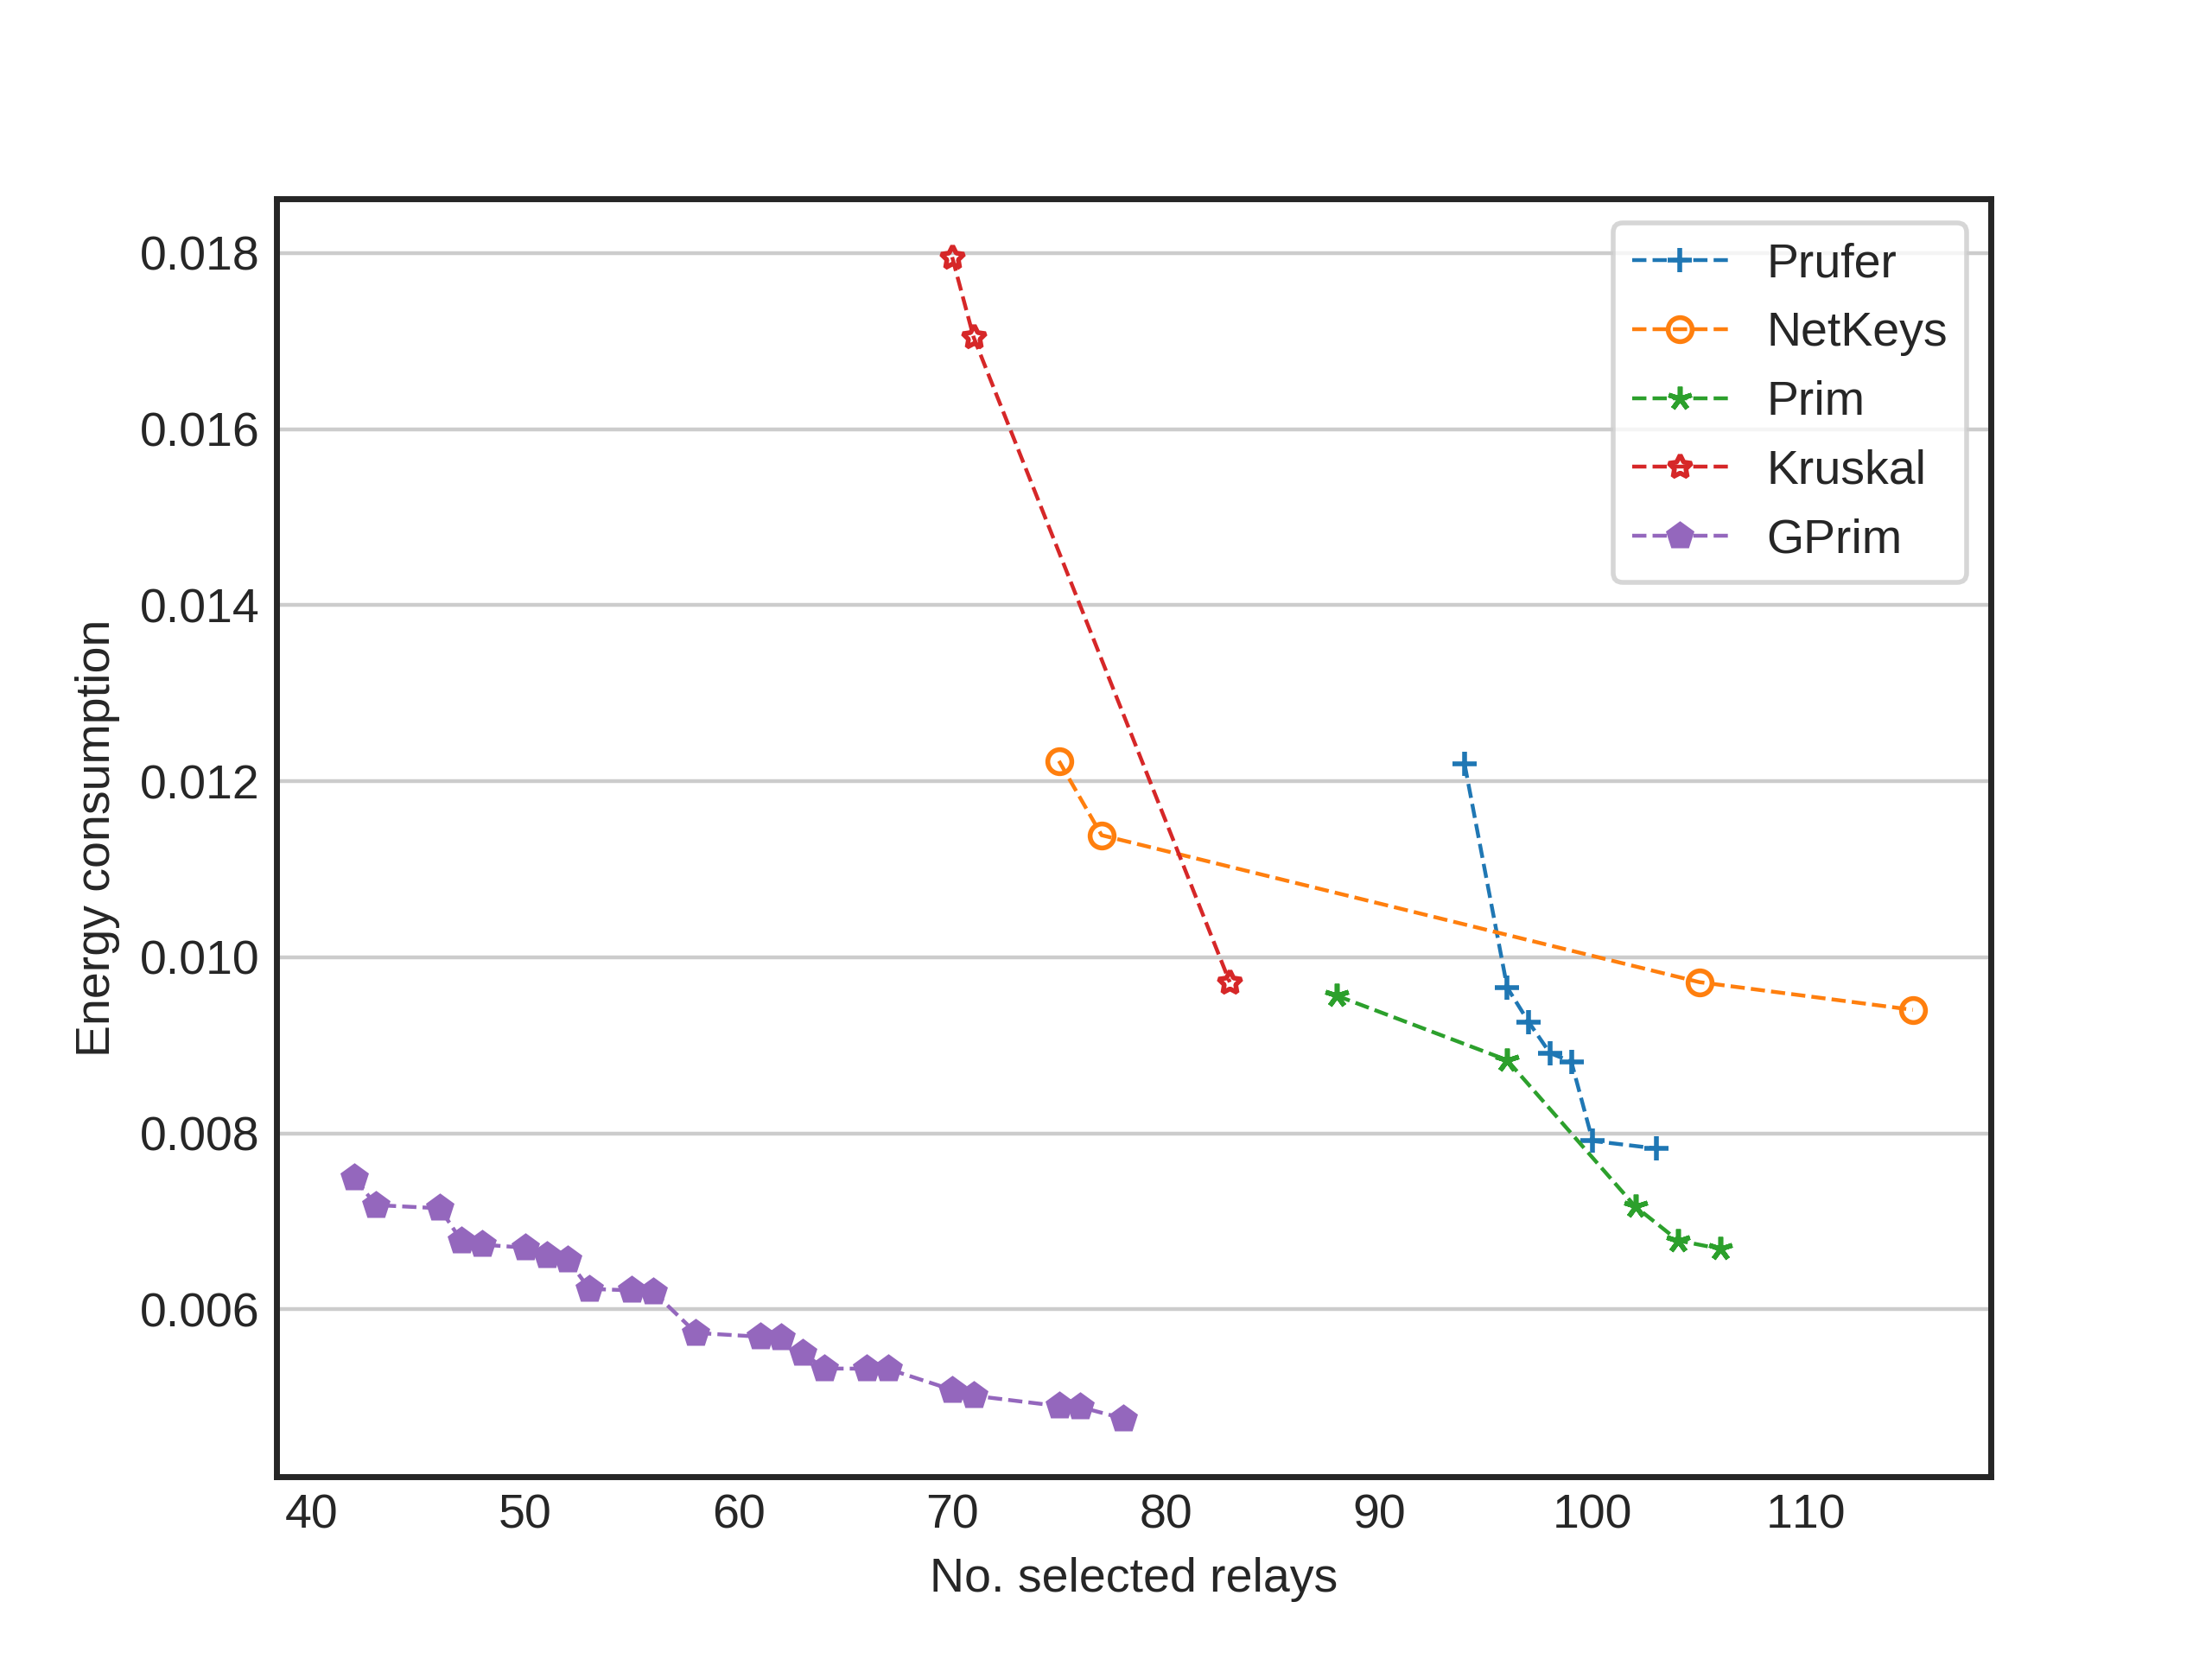 Prufer
NetKeys
Prim
Kruskal
GPrim
0.018
0.016
0.014
0.012
0.010
0.008
0.006
Energy consumption
40 50 60 70 80 90 100 110
No. selected relays